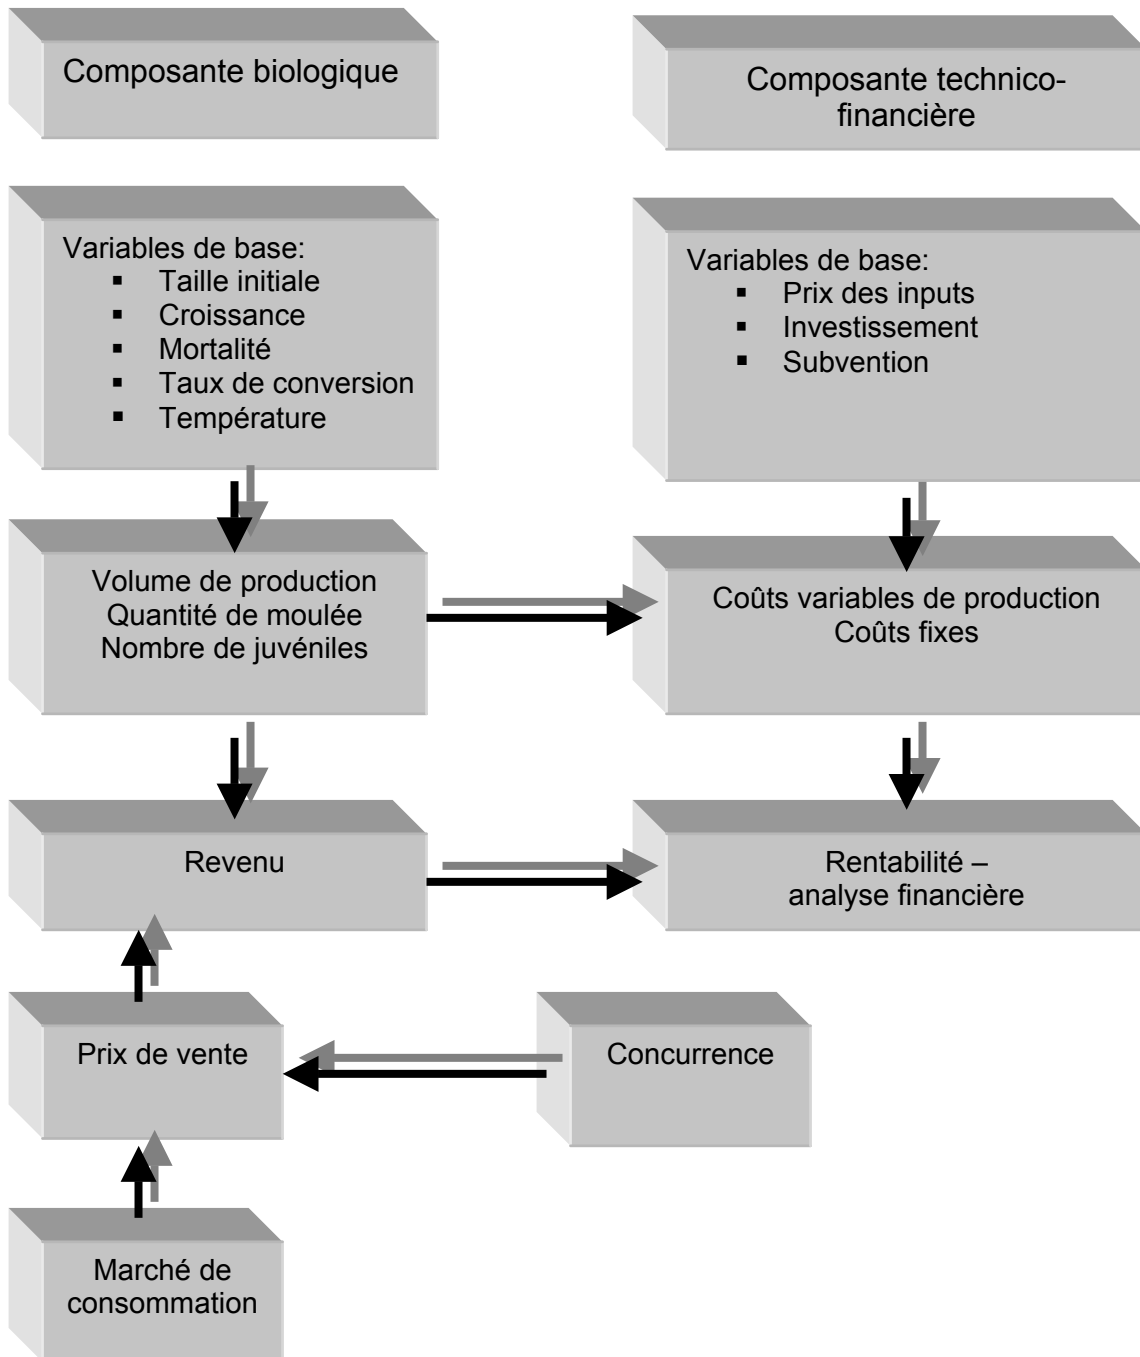 Composante biologique
Composante technico-
financière
Variables de base:
▪ Taille initiale
▪ Croissance
▪ Mortalité
▪ Taux de conversion
▪ Température
Variables de base:
▪ Prix des inputs
▪ Investissement
▪ Subvention
Volume de production
Quantité de moulée
Nombre de juvéniles
Coûts variables de production
Coûts fixes
Revenu
Rentabilité –
analyse financière
Prix de vente
Concurrence
Marché de
consommation